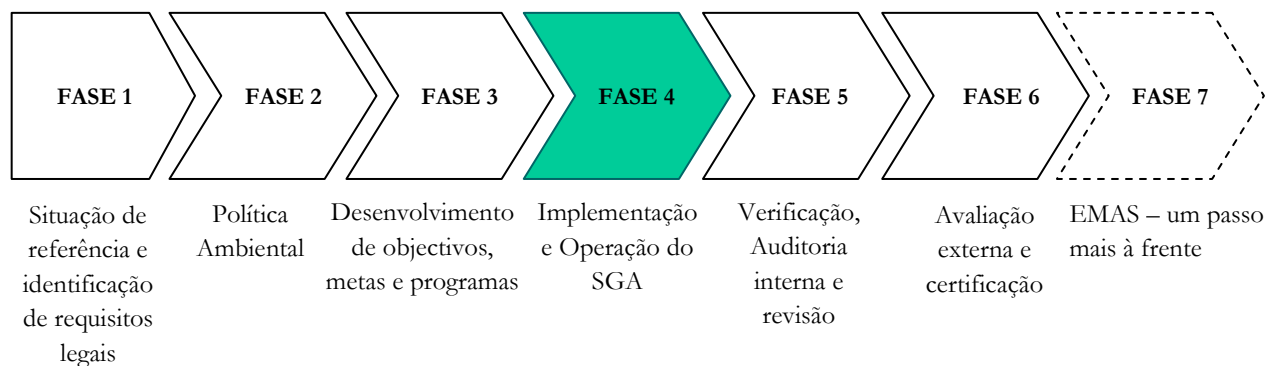 FASE 1
FASE 2
FASE 3
FASE 4
FASE 5
FASE 6
FASE 7
Situação de
referência e
identificação
de requisitos
legais
Política
Ambiental
Desenvolvimento
de objectivos,
metas e programas
Implementação
e Operação do
SGA
Verificação,
Auditoria
interna e
revisão
Avaliação
externa e
certificação
EMAS – um passo
mais à frente